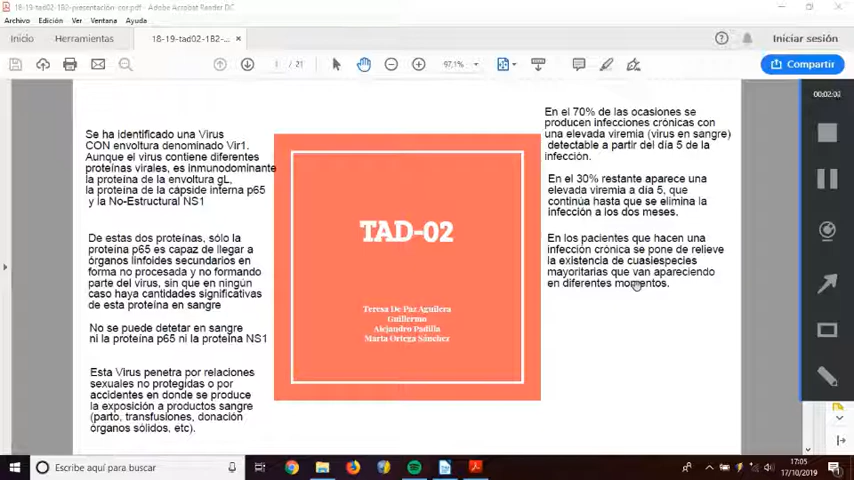 18-19-tad02-1B2-presentación_cor.pdf - Adobe Acrobat Reader DC
Archivo Edición Ver Ventana Ayuda
Inicio Herramientas 18-19-tad02-1B2-... × Iniciar sesión
1 / 21 97,1% Compartir
00:02:02
Se ha identificado una Virus
CON envoltura denominado Vir1.
Aunque el virus contiene diferentes
proteínas virales, es inmunodominante
la proteína de la envoltura gL,
la proteína de la cápside interna p65
y la No-Estructural NS1
De estas dos proteínas, sólo la
proteína p65 es capaz de llegar a
órganos linfoides secundarios en
forma no procesada y no formando
parte del virus, sin que en ningún
caso haya cantidades significativas
de esta proteína en sangre
No se puede detetar en sangre
ni la proteína p65 ni la proteína NS1
Esta Virus penetra por relaciones
sexuales no protegidas o por
accidentes en donde se produce
la exposición a productos sangre
(parto, transfusiones, donación
órganos sólidos, etc).
TAD-02
Teresa De Paz Aguilera
Guillermo
Alejandro Padilla
Marta Ortega Sánchez
En el 70% de las ocasiones se
producen infecciones crónicas con
una elevada viremia (virus en sangre)
detectable a partir del día 5 de la
infección.
En el 30% restante aparece una
elevada viremia a día 5, que
continúa hasta que se elimina la
infección a los dos meses.
En los pacientes que hacen una
infección crónica se pone de relieve
la existencia de cuasiespecies
mayoritarias que van apareciendo
en diferentes momentos.
Escribe aquí para buscar
17:05
17/10/2019